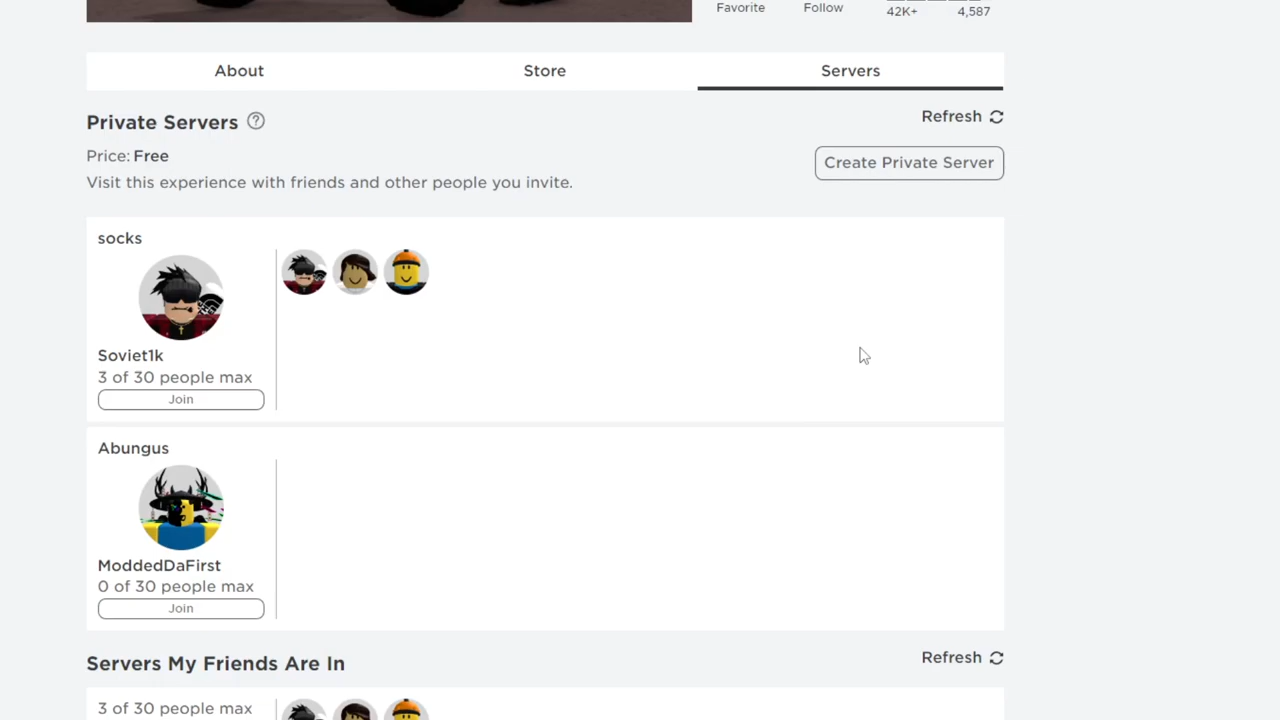 Favorite Follow 42K+ 4,587
About Store Servers
Private Servers
Refresh
Price: Free
Create Private Server
Visit this experience with friends and other people you invite.
socks
Soviet1k
3 of 30 people max
Join
Abungus
ModdedDaFirst
0 of 30 people max
Join
Servers My Friends Are In
Refresh
3 of 30 people max